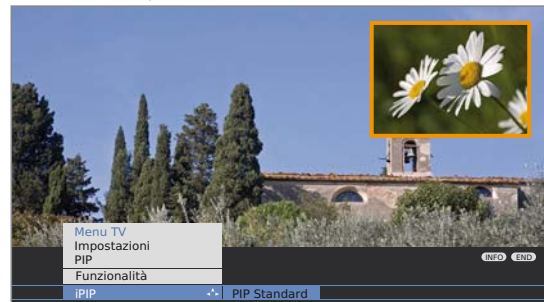 Menu TV
Impostazioni
PIP
Funzionalità
INFO END
iPIP PIP Standard